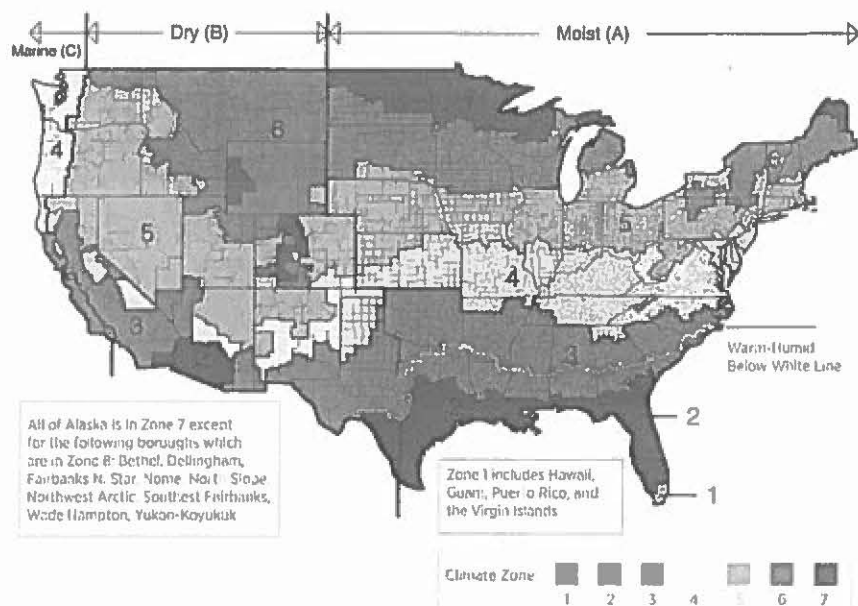 Marine (C)
Dry (B)
Moist (A)
4
6
5
5
4
3
3
Warm-Humid
Below White Line
2
1
All of Alaska is in Zone 7 except
for the following boroughs which
are in Zone 8: Bethel, Dellingham,
Fairbanks N. Star, Nome, North Slope
Northwest Arctic, Southest Fairbanks,
Wade Hampton, Yukon-Koyukuk
Zone 1 includes Hawaii,
Guam, Puerto Rico, and
the Virgin Islands
Climate Zone
1 2 3 4 5 6 7